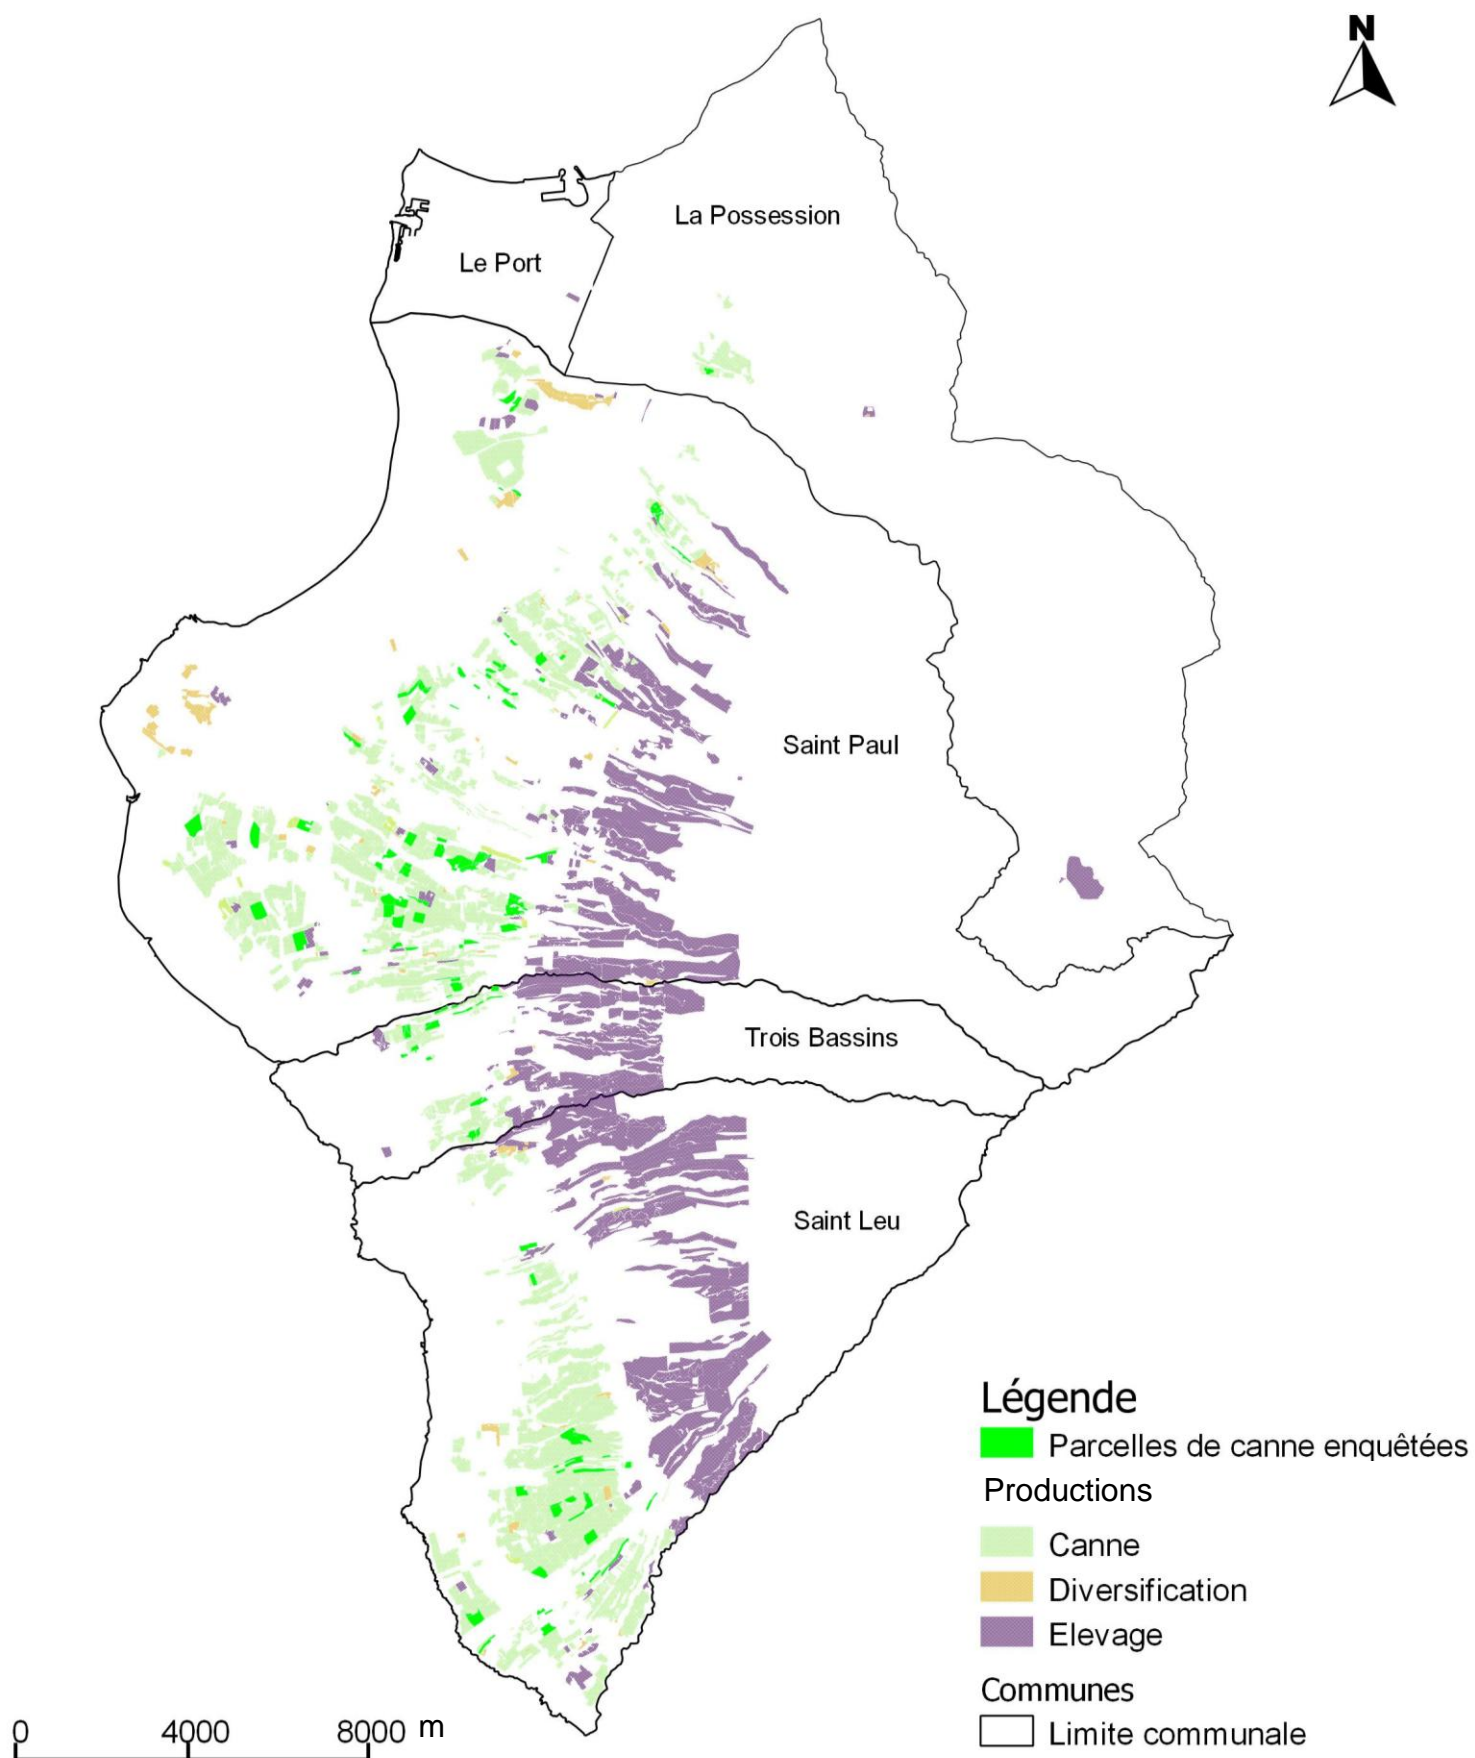 N
La Possession
Le Port
Saint Paul
Trois Bassins
Saint Leu
Légende
Parcelles de canne enquêtées
Productions
Canne
Diversification
Elevage
Communes
Limite communale
0 4000 8000 m